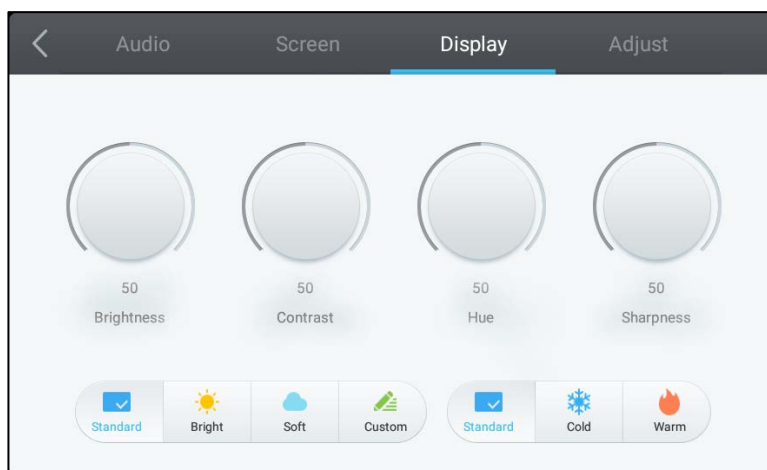 Audio Screen Display Adjust
50 50 50 50
Brightness Contrast Hue Sharpness
Standard Bright Soft Custom Standard Cold Warm